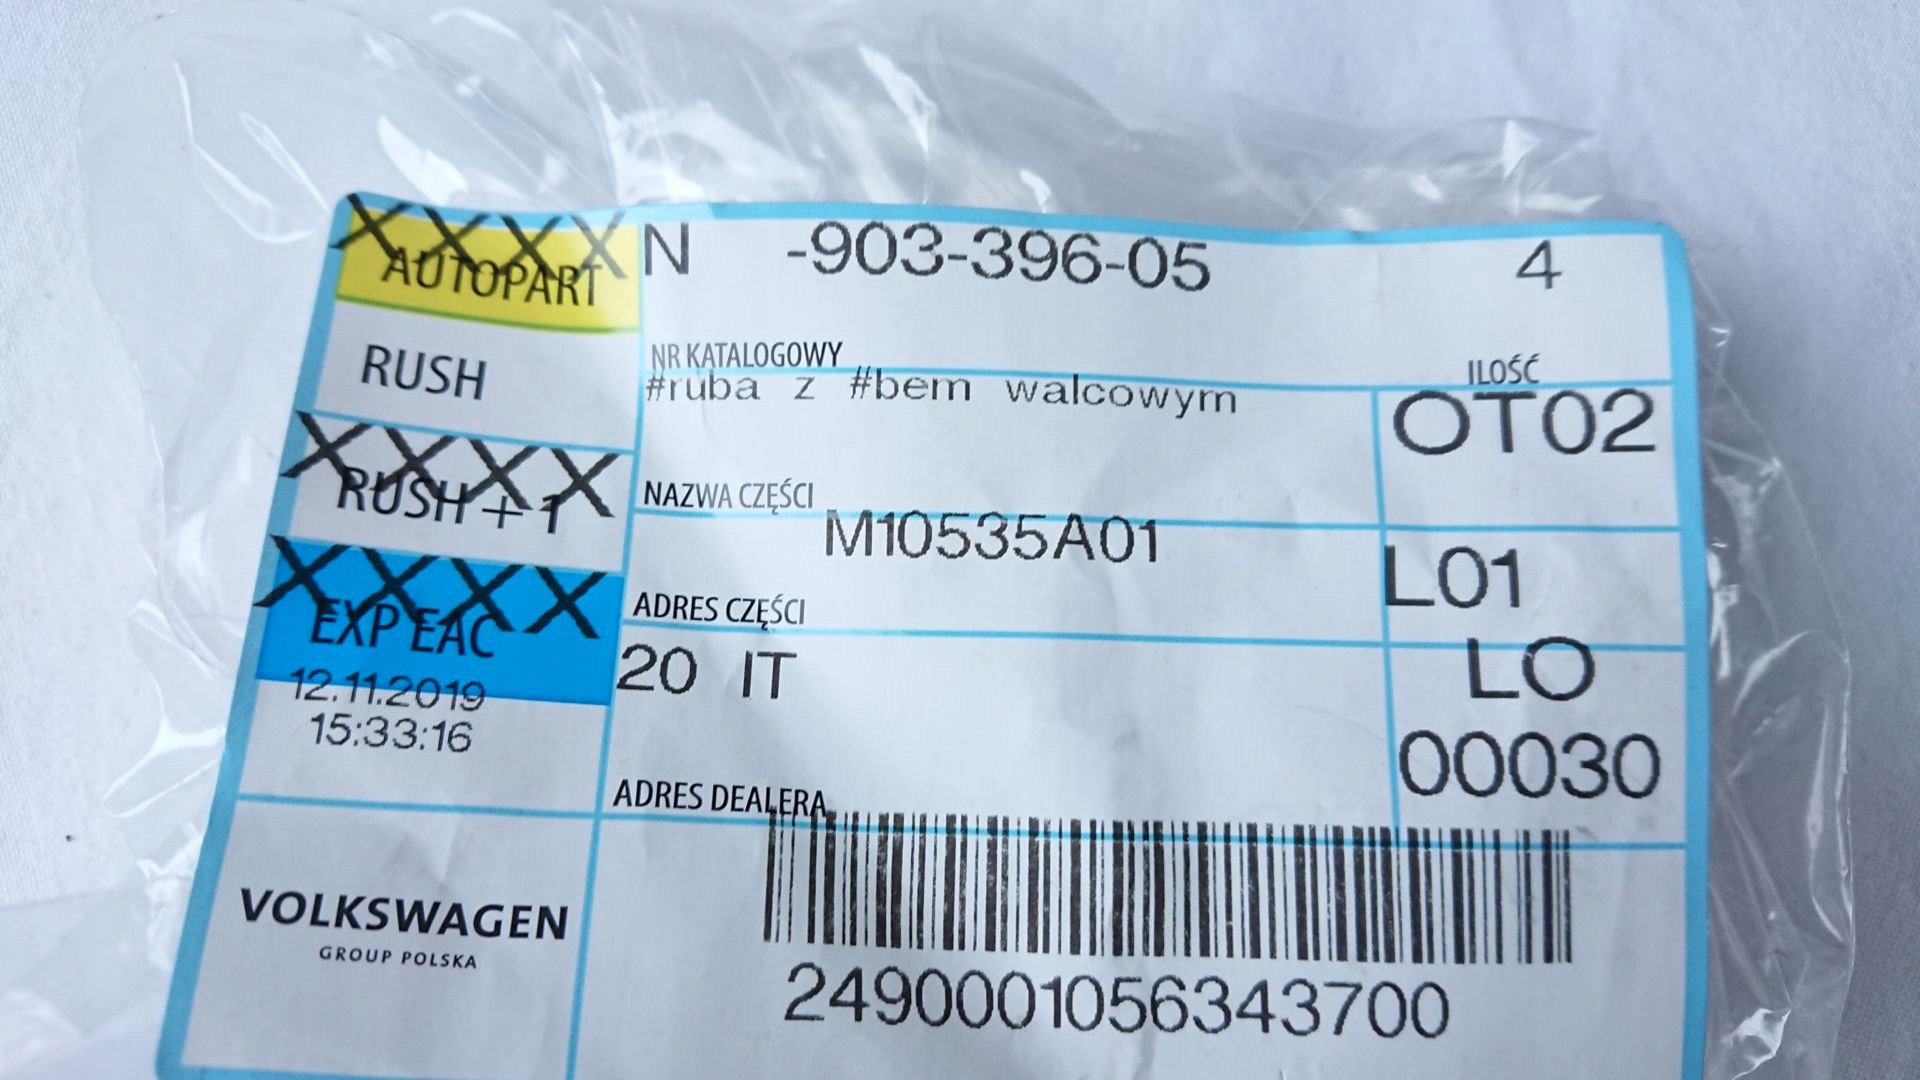 XXXX
AUTOPART
N -903-396-05 4
NR KATALOGOWY ILOŚĆ
RUSH
#ruba z #bem walcowym OT02
NAZWA CZĘŚCI
XXXX
RUSH + 1
M10535A01 L01
ADRES CZĘŚCI
XXXX
EXP EAC
12.11.2019
15:33:16
20 IT LO
00030
ADRES DEALERA
VOLKSWAGEN
GROUP POLSKA
2490001056343700